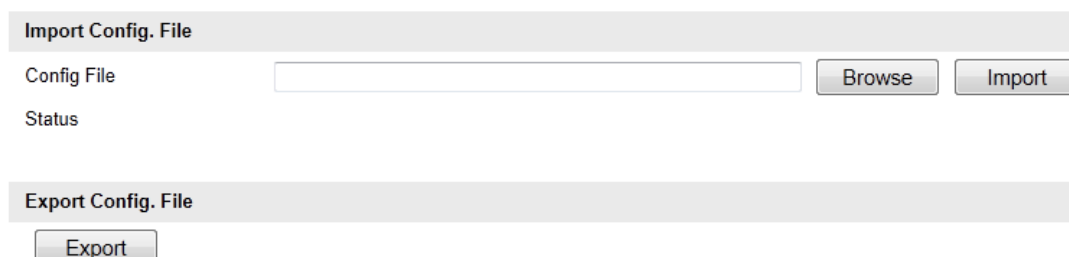 Import Config. File
Config File Browse Import
Status
Export Config. File
Export